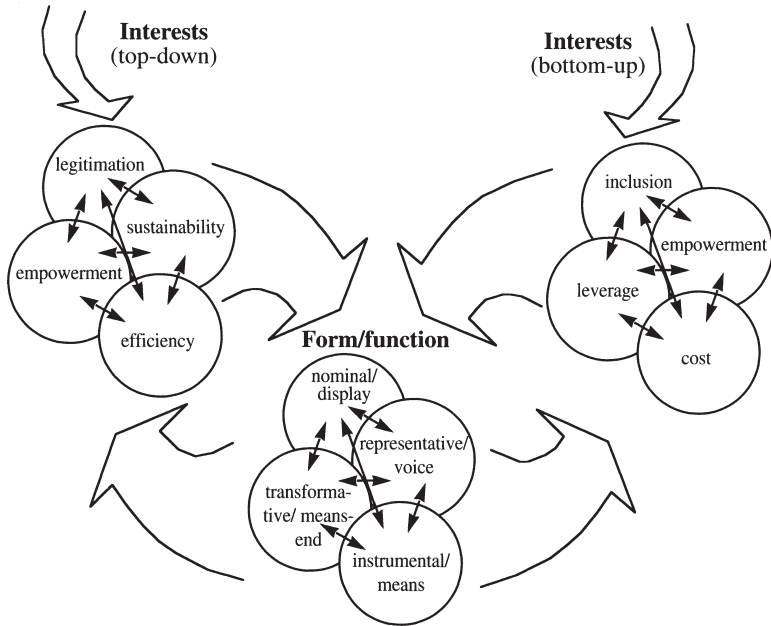 Interests
(top-down)
Interests
(bottom-up)
legitimation
sustainability
empowerment
efficiency
inclusion
empowerment
leverage
cost
Form/function
nominal/
display
representative/
voice
transforma-
tive/ means-
end
instrumental/
means